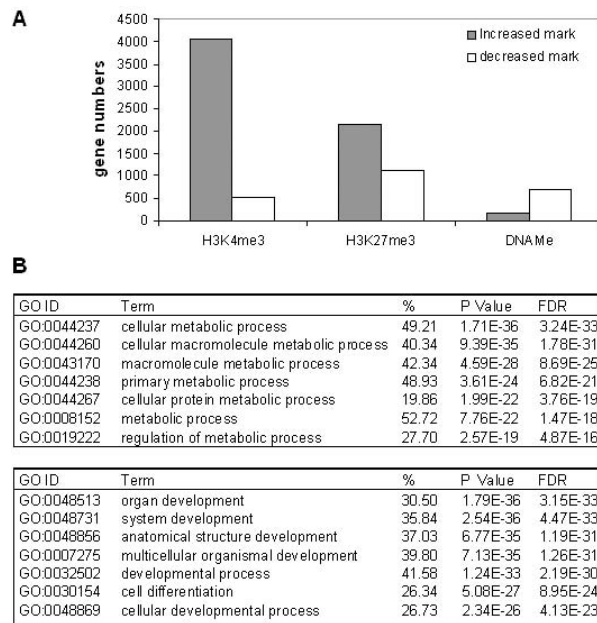 A
4500
4000
3500
3000
2500
2000
1500
1000
500
0
gene numbers
Increased mark
decreased mark
H3K4me3 H3K27me3 DNAMe
B
GO ID Term % P Value FDR
GO:0044237 cellular metabolic process 49.21 1.71E-36 3.24E-33
GO:0044260 cellular macromolecule metabolic process 40.34 9.39E-35 1.78E-31
GO:0043170 macromolecule metabolic process 42.34 4.59E-28 8.69E-25
GO:0044238 primary metabolic process 48.93 3.61E-24 6.82E-21
GO:0044267 cellular protein metabolic process 19.86 1.99E-22 3.76E-19
GO:0008152 metabolic process 52.72 7.76E-22 1.47E-18
GO:0019222 regulation of metabolic process 27.70 2.57E-19 4.87E-16
GO ID Term % P Value FDR
GO:0048513 organ development 30.50 1.79E-36 3.15E-33
GO:0048731 system development 35.84 2.54E-36 4.47E-33
GO:0048856 anatomical structure development 37.03 6.77E-35 1.19E-31
GO:0007275 multicellular organismal development 39.80 7.13E-35 1.26E-31
GO:0032502 developmental process 41.58 1.24E-33 2.19E-30
GO:0030154 cell differentiation 26.34 5.08E-27 8.95E-24
GO:0048869 cellular developmental process 26.73 2.34E-26 4.13E-23